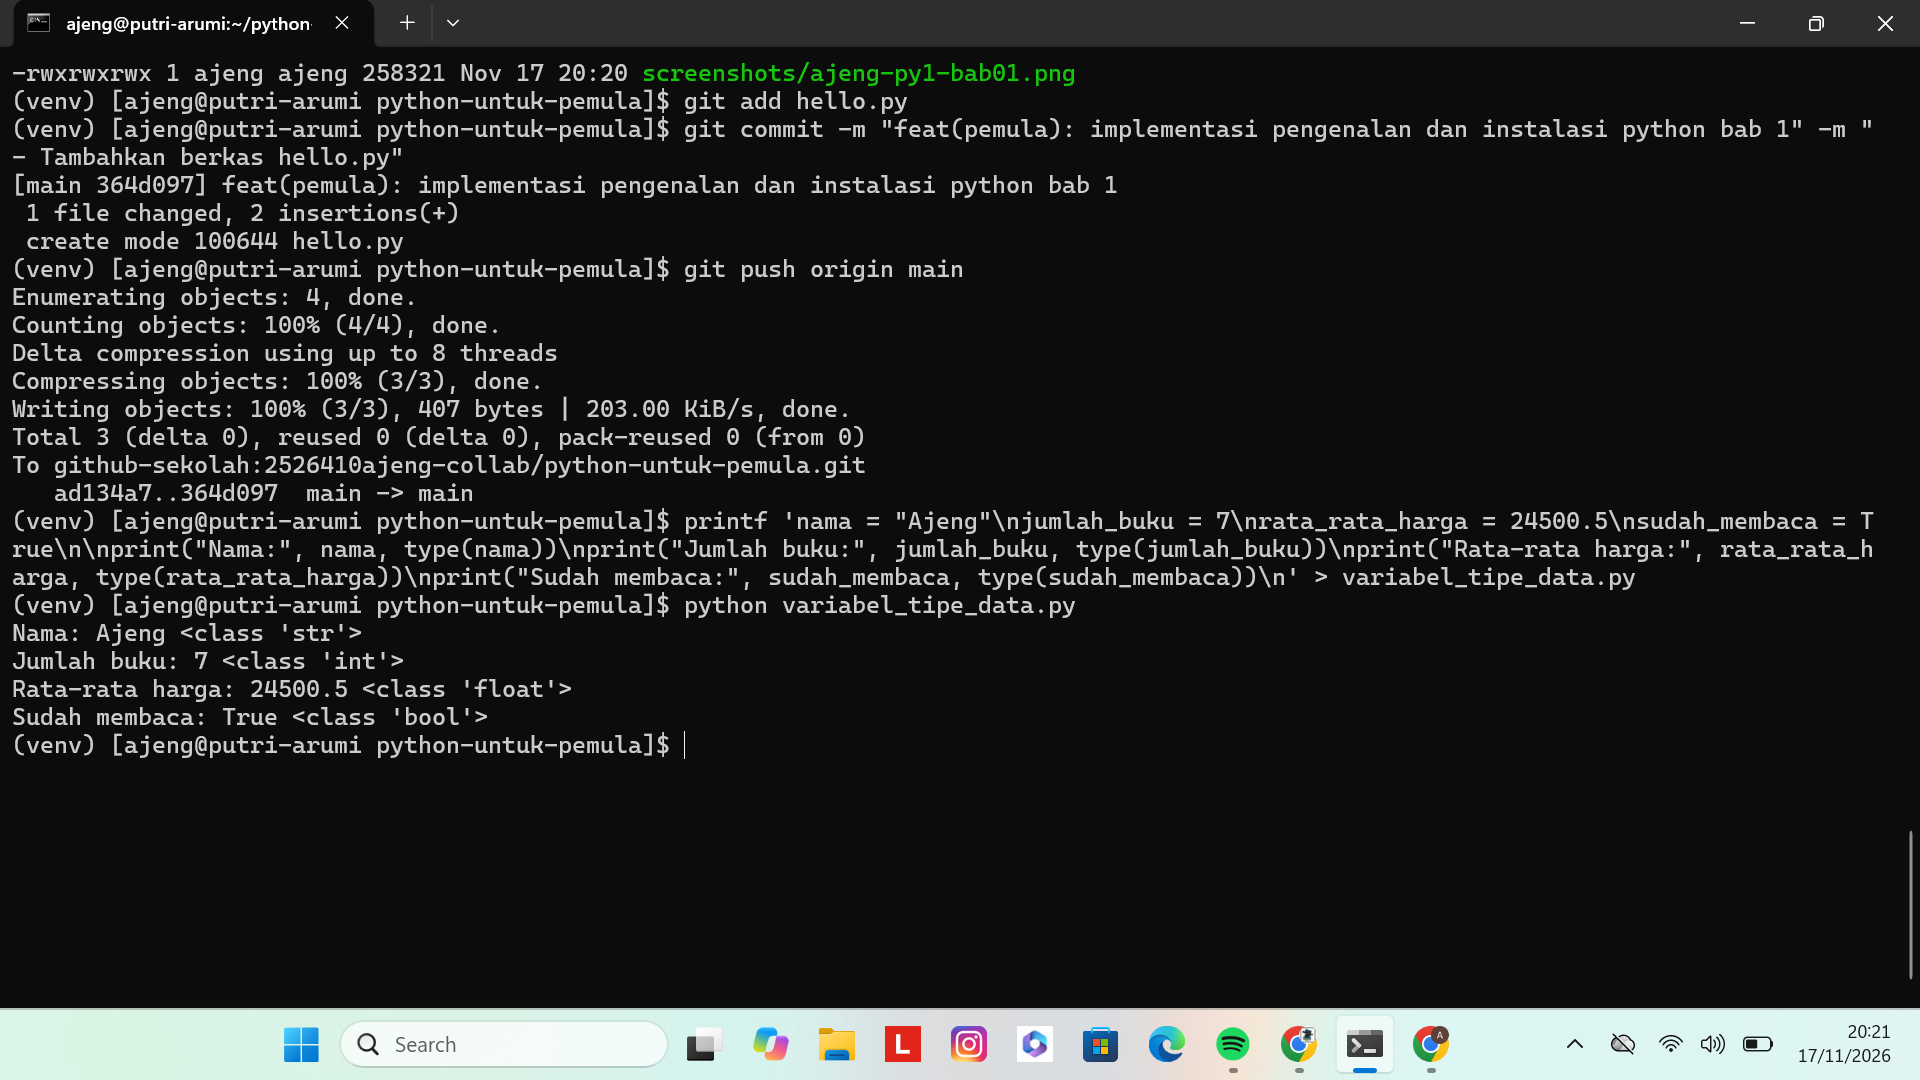 ajeng@putri-arumi:~/python-
-rwxrwxrwx 1 ajeng ajeng 258321 Nov 17 20:20 screenshots/ajeng-py1-bab01.png
(venv) [ajeng@putri-arumi python-untuk-pemula]$ git add hello.py
(venv) [ajeng@putri-arumi python-untuk-pemula]$ git commit -m "feat(pemula): implementasi pengenalan dan instalasi python bab 1" -m "
- Tambahkan berkas hello.py"
[main 364d097] feat(pemula): implementasi pengenalan dan instalasi python bab 1
 1 file changed, 2 insertions(+)
 create mode 100644 hello.py
(venv) [ajeng@putri-arumi python-untuk-pemula]$ git push origin main
Enumerating objects: 4, done.
Counting objects: 100% (4/4), done.
Delta compression using up to 8 threads
Compressing objects: 100% (3/3), done.
Writing objects: 100% (3/3), 407 bytes | 203.00 KiB/s, done.
Total 3 (delta 0), reused 0 (delta 0), pack-reused 0 (from 0)
To github-sekolah:2526410ajeng-collab/python-untuk-pemula.git
   ad134a7..364d097  main -> main
(venv) [ajeng@putri-arumi python-untuk-pemula]$ printf 'nama = "Ajeng"\njumlah_buku = 7\nrata_rata_harga = 24500.5\nsudah_membaca = T
rue\n\nprint("Nama:", nama, type(nama))\nprint("Jumlah buku:", jumlah_buku, type(jumlah_buku))\nprint("Rata-rata harga:", rata_rata_h
arga, type(rata_rata_harga))\nprint("Sudah membaca:", sudah_membaca, type(sudah_membaca))\n' > variabel_tipe_data.py
(venv) [ajeng@putri-arumi python-untuk-pemula]$ python variabel_tipe_data.py
Nama: Ajeng <class 'str'>
Jumlah buku: 7 <class 'int'>
Rata-rata harga: 24500.5 <class 'float'>
Sudah membaca: True <class 'bool'>
(venv) [ajeng@putri-arumi python-untuk-pemula]$
Search
L
A
20:21
17/11/2026